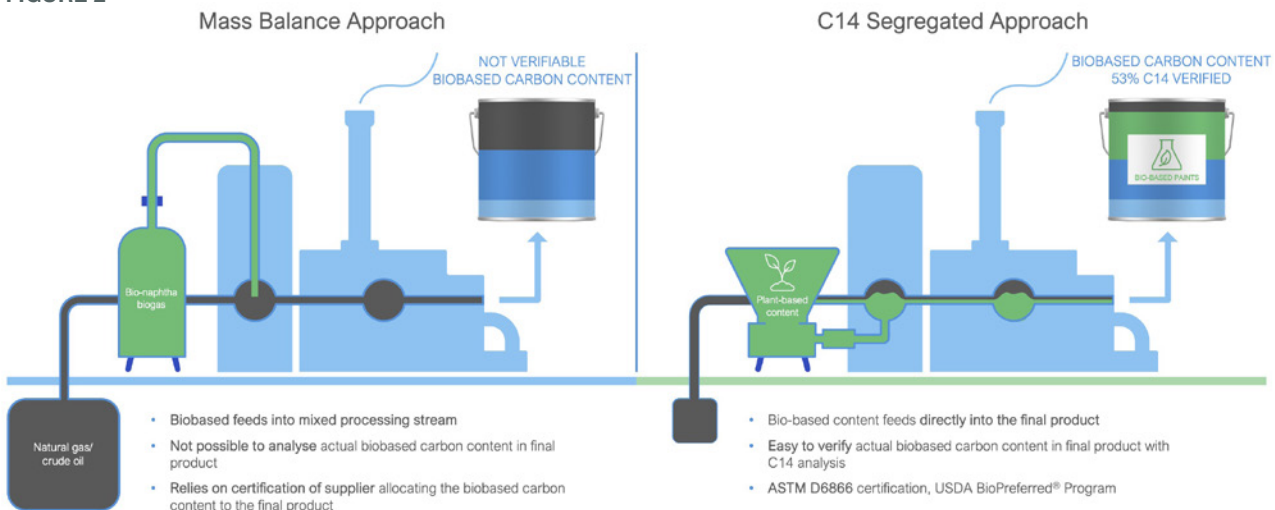 Mass Balance Approach
NOT VERIFIABLE
BIOBASED CARBON CONTENT
Bio-naphtha
biogas
Natural gas/
crude oil
• Biobased feeds into mixed processing stream
• Not possible to analyse actual biobased carbon content in final
product
• Relies on certification of supplier allocating the biobased carbon
content to the final product
C14 Segregated Approach
BIOBASED CARBON CONTENT
53% C14 VERIFIED
BIO-BASED PAINTS
Plant-based
content
• Bio-based content feeds directly into the final product
• Easy to verify actual biobased carbon content in final product with
C14 analysis
• ASTM D6866 certification, USDA BioPreferred® Program